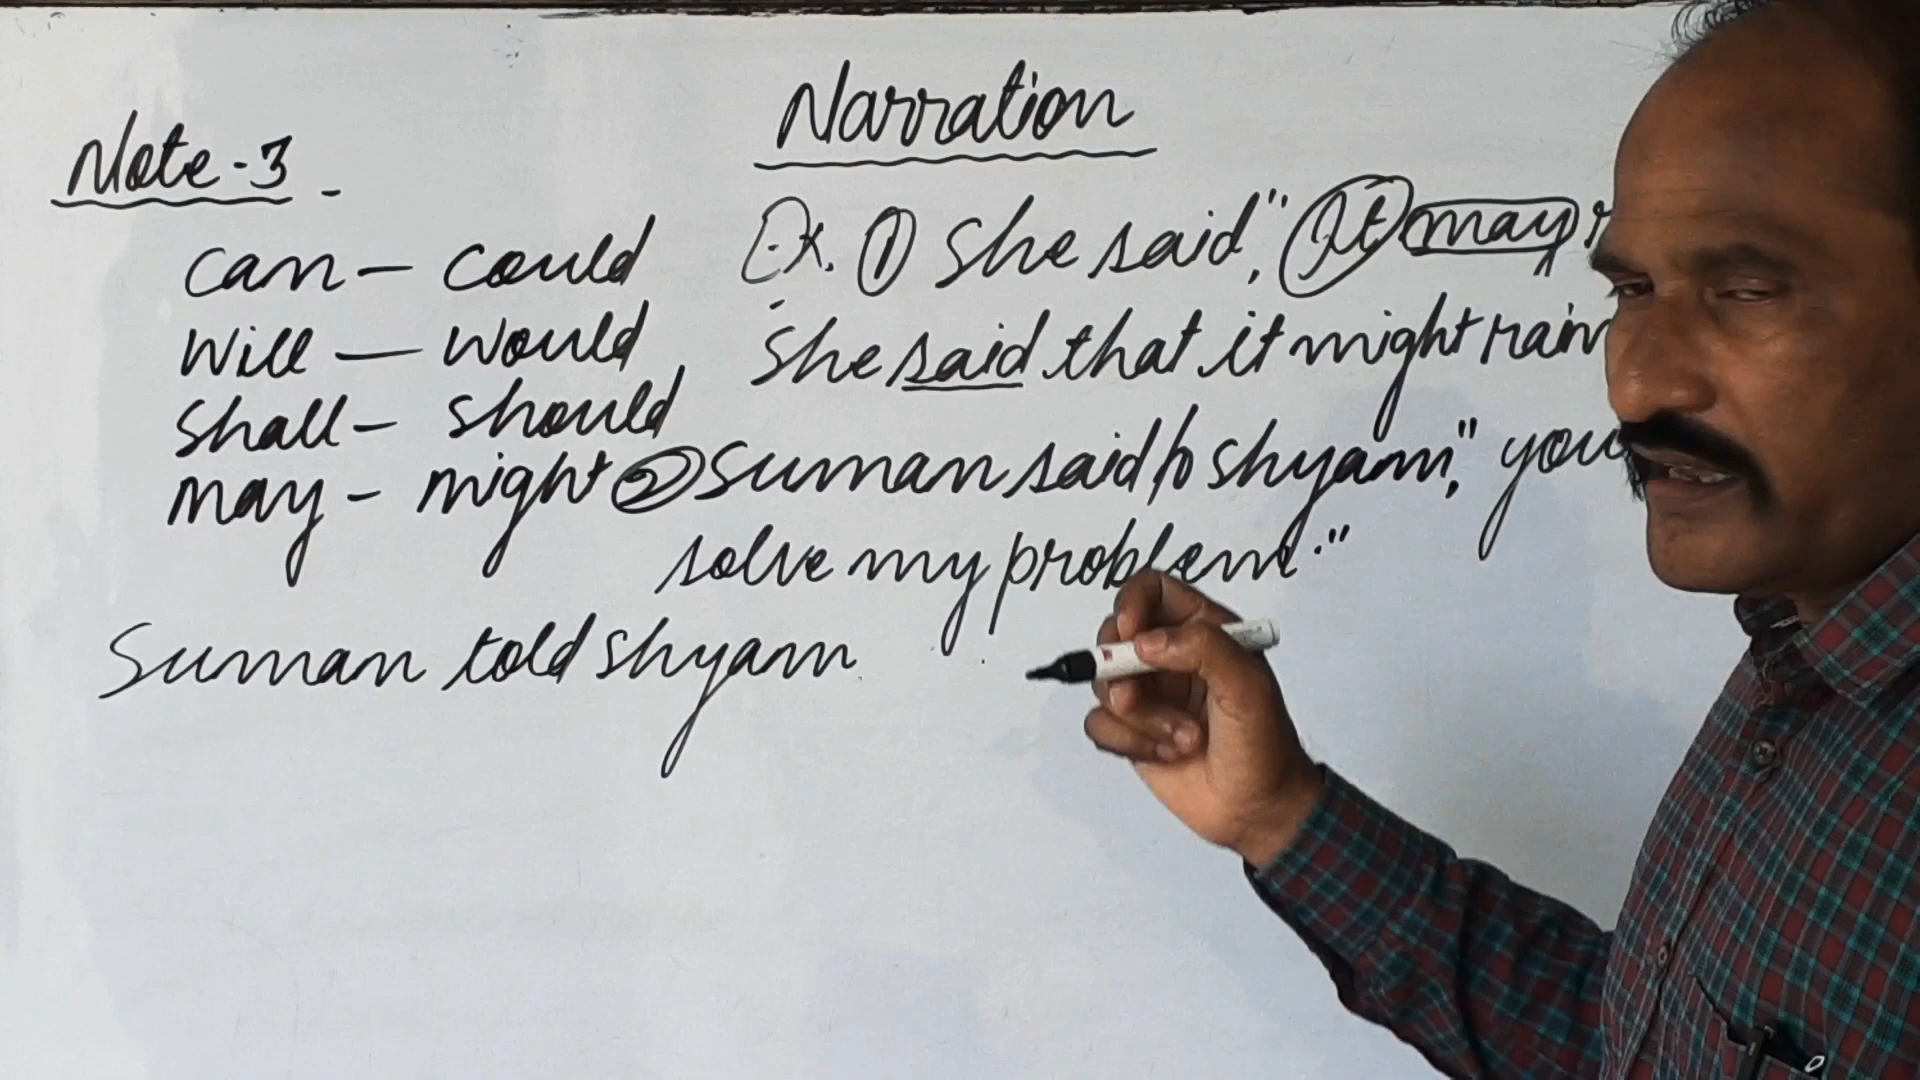 Narration
Note-3 -
can - could
will - would
shall - should
may - might
Ex. ① She said, "It may r
She said that it might rain
② Suman said to Shyam, "you
solve my problem."
Suman told Shyam